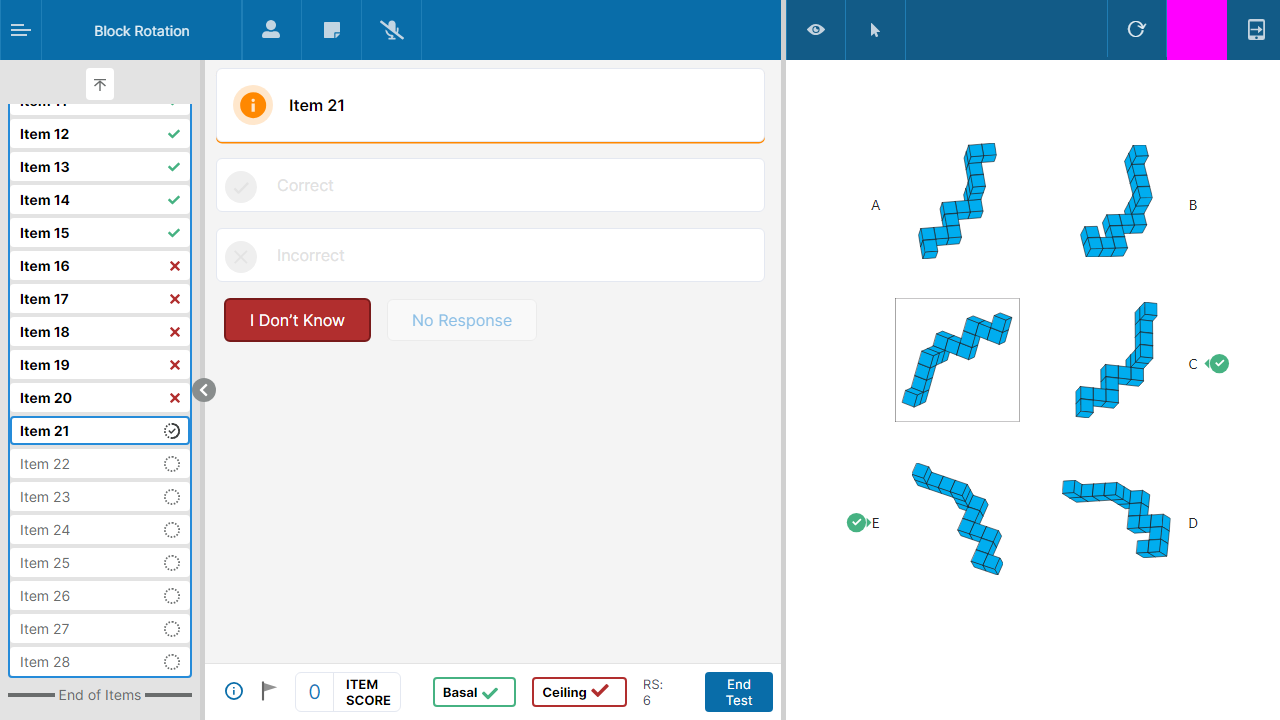 Block Rotation
Item 12
Item 13
Item 14
Item 15
Item 16
Item 17
Item 18
Item 19
Item 20
Item 21
Item 22
Item 23
Item 24
Item 25
Item 26
Item 27
Item 28
End of Items
Item 21
Correct
Incorrect
I Don't Know
No Response
0
ITEM
SCORE
Basal
Ceiling
RS:
6
End
Test
A
B
C
E
D